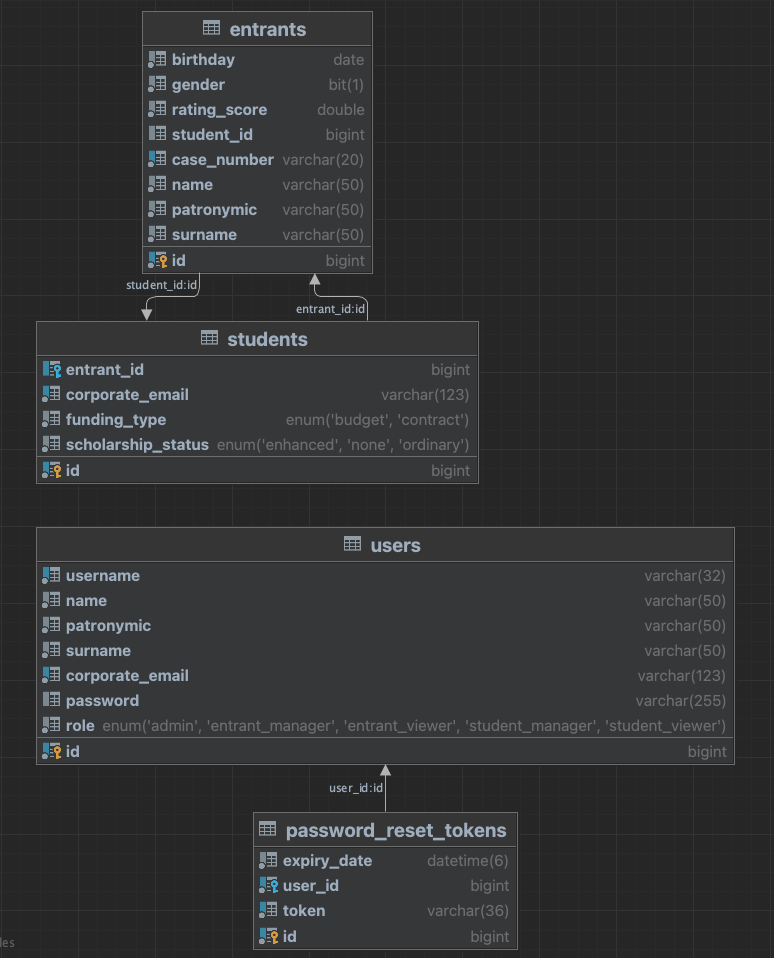 entrants
birthday date
gender bit(1)
rating_score double
student_id bigint
case_number varchar(20)
name varchar(50)
patronymic varchar(50)
surname varchar(50)
id bigint
student_id:id
entrant_id:id
students
entrant_id bigint
corporate_email varchar(123)
funding_type enum('budget', 'contract')
scholarship_status enum('enhanced', 'none', 'ordinary')
id bigint
users
username varchar(32)
name varchar(50)
patronymic varchar(50)
surname varchar(50)
corporate_email varchar(123)
password varchar(255)
role enum('admin', 'entrant_manager', 'entrant_viewer', 'student_manager', 'student_viewer')
id bigint
user_id:id
password_reset_tokens
expiry_date datetime(6)
user_id bigint
token varchar(36)
id bigint
les